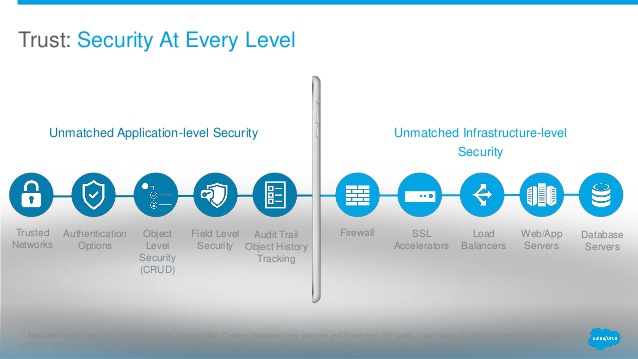 Trust: Security At Every Level
Unmatched Application-level Security
Unmatched Infrastructure-level
Security
Trusted
Networks
Authentication
Options
Object
Level
Security
(CRUD)
Field Level
Security
Audit Trail
Object History
Tracking
Firewall
SSL
Accelerators
Load
Balancers
Web/App
Servers
Database
Servers
salesforce